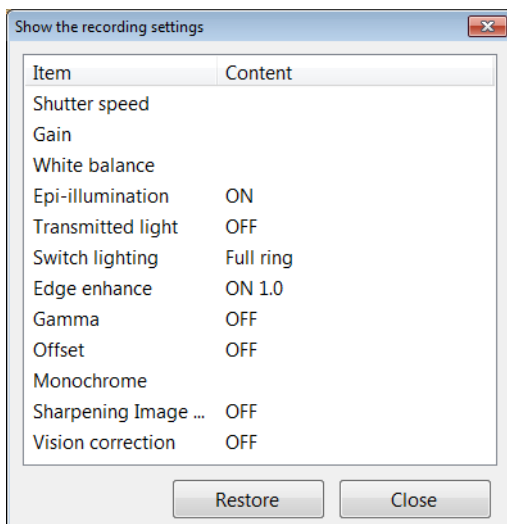 Show the recording settings
Item Content
Shutter speed
Gain
White balance
Epi-illumination ON
Transmitted light OFF
Switch lighting Full ring
Edge enhance ON 1.0
Gamma OFF
Offset OFF
Monochrome
Sharpening Image ... OFF
Vision correction OFF
Restore Close